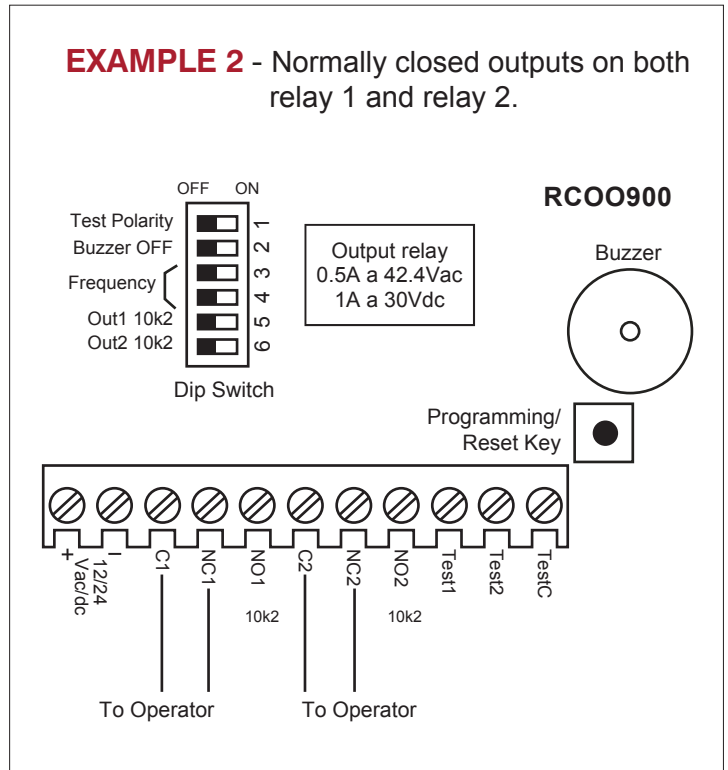 EXAMPLE 2 - Normally closed outputs on both
relay 1 and relay 2.
OFF ON
RCOO900
Test Polarity 1
Buzzer OFF 2
Frequency 3
4
Out1 10k2 5
Out2 10k2 6
Dip Switch
Output relay
0.5A a 42.4Vac
1A a 30Vdc
Buzzer
Programming/
Reset Key
+ 12/24 −
Vac/dc
C1
NC1
NO1
C2
NC2
NO2
Test1
Test2
TestC
10k2 10k2
To Operator To Operator